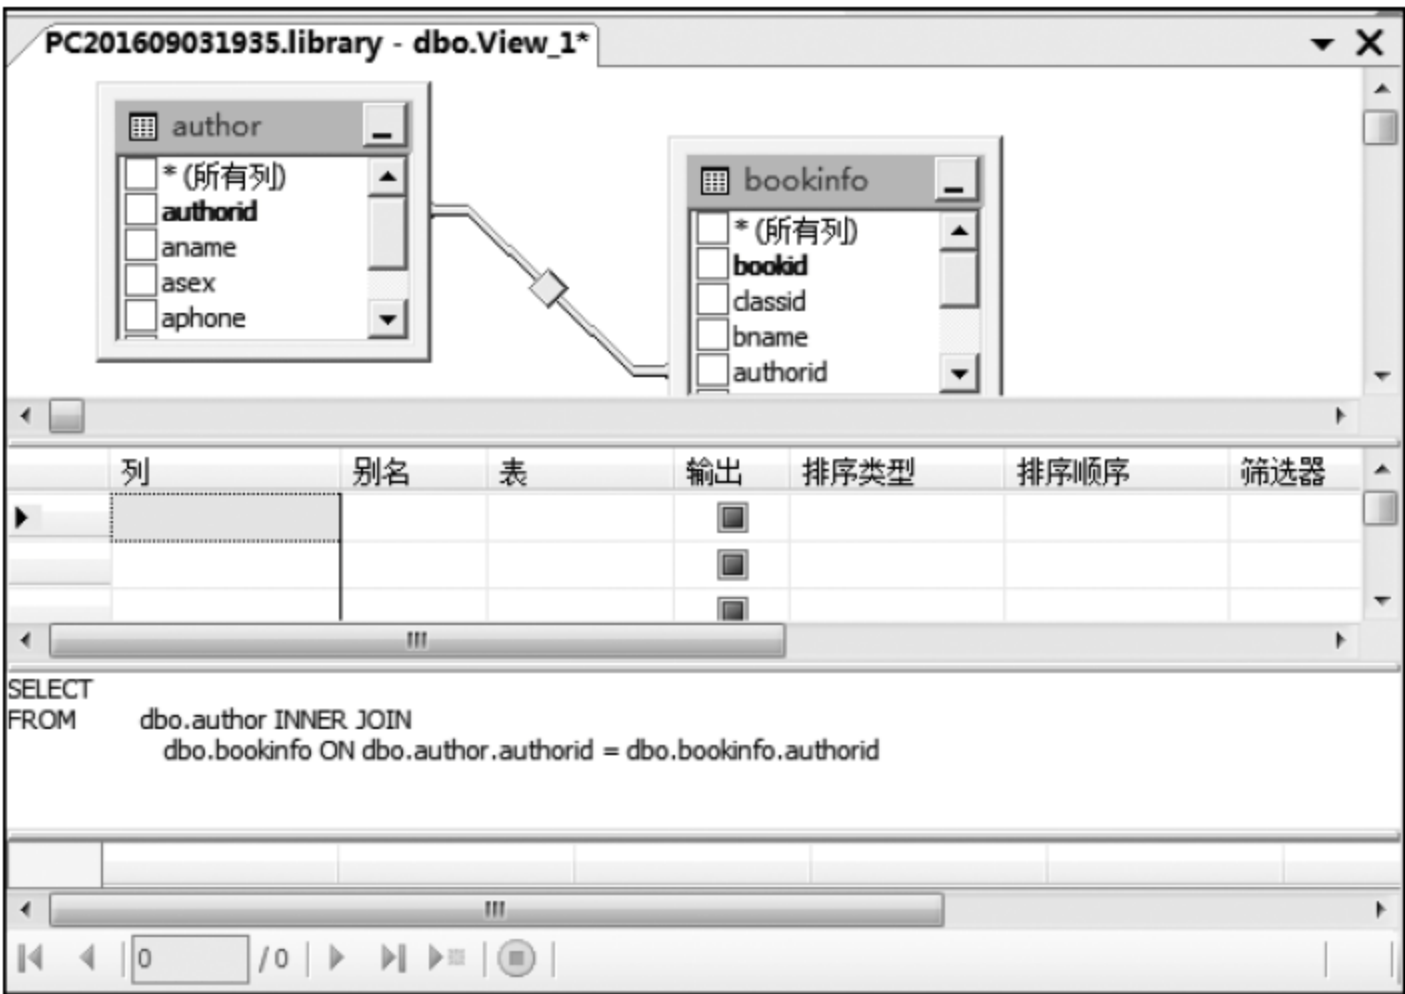 PC201609031935.library - dbo.View_1*
author
* (所有列)
authorid
aname
asex
aphone
bookinfo
* (所有列)
bookid
classid
bname
authorid
列 别名 表 输出 排序类型 排序顺序 筛选器
SELECT
FROM dbo.author INNER JOIN
dbo.bookinfo ON dbo.author.authorid = dbo.bookinfo.authorid
0 / 0